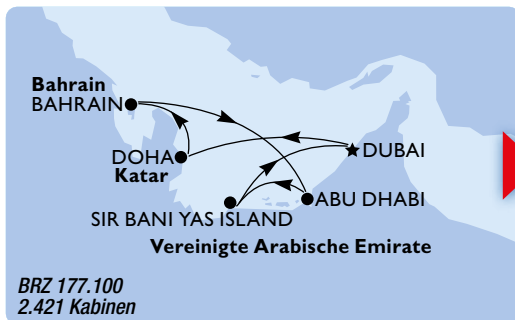 Bahrain
BAHRAIN
DOHA
Katar
DUBAI
ABU DHABI
SIR BANI YAS ISLAND
Vereinigte Arabische Emirate
BRZ 177.100
2.421 Kabinen